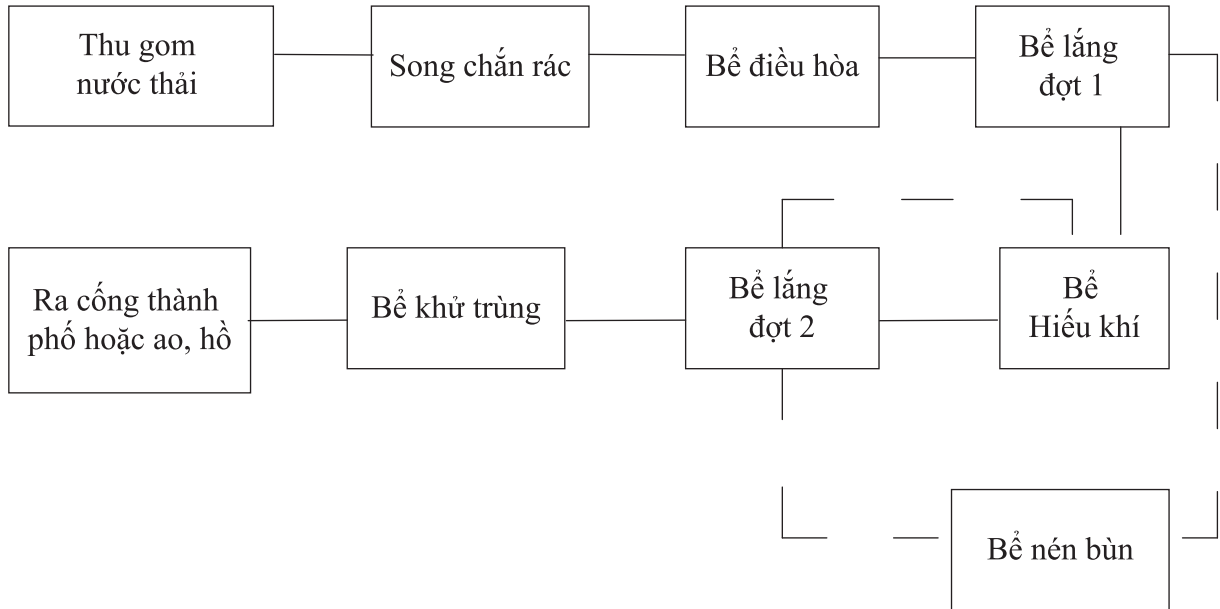 Thu gom
nước thải
Song chắn rác
Bể điều hòa
Bể lắng
đợt 1
Ra cống thành
phố hoặc ao, hồ
Bể khử trùng
Bể lắng
đợt 2
Bể
Hiếu khí
Bể nén bùn